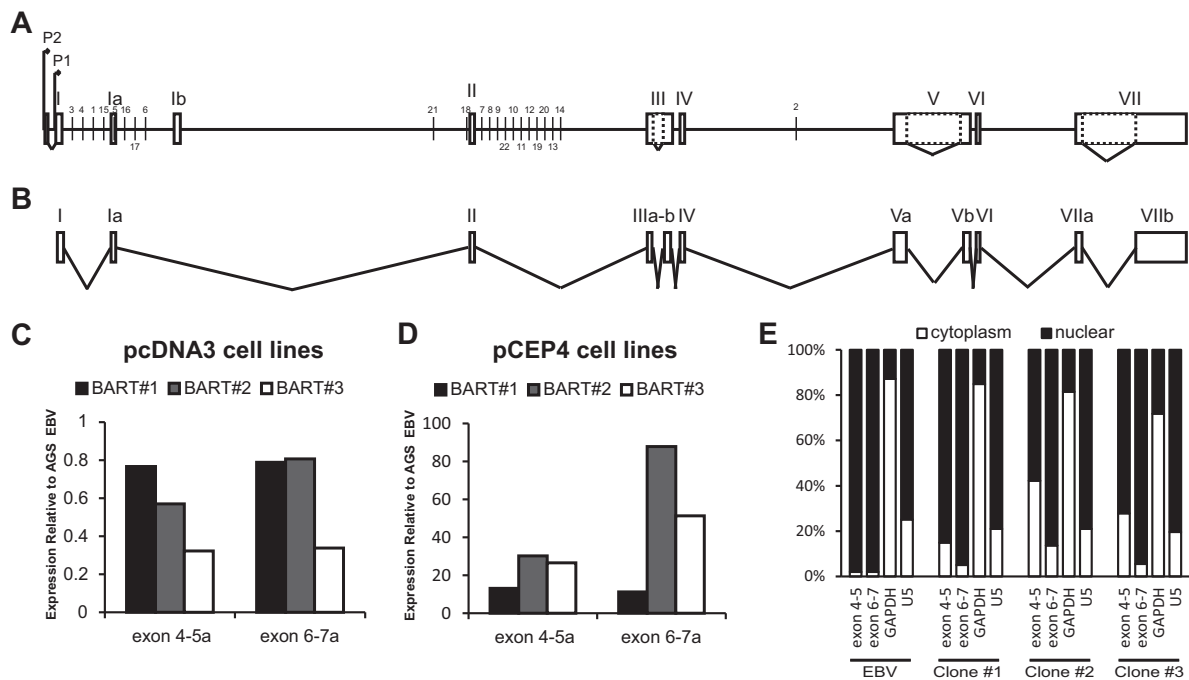 A
P2
P1
I Ia Ib II III IV V VI VII
3 4 1 15 5 16 6 21 18 7 8 9 10 12 20 14 2
17 22 11 19 13
B
I Ia II IIIa-b IV Va Vb VI VIIa VIIb
C
pcDNA3 cell lines
BART#1 BART#2 BART#3
Expression Relative to AGS EBV
1
0.8
0.6
0.4
0.2
0
exon 4-5a exon 6-7a
D
pCEP4 cell lines
BART#1 BART#2 BART#3
Expression Relative to AGS EBV
100
80
60
40
20
0
exon 4-5a exon 6-7a
E
cytoplasm nuclear
100%
80%
60%
40%
20%
0%
exon 4-5 exon 6-7 GAPDH U5 exon 4-5 exon 6-7 GAPDH U5 exon 4-5 exon 6-7 GAPDH U5 exon 4-5 exon 6-7 GAPDH U5
EBV Clone #1 Clone #2 Clone #3